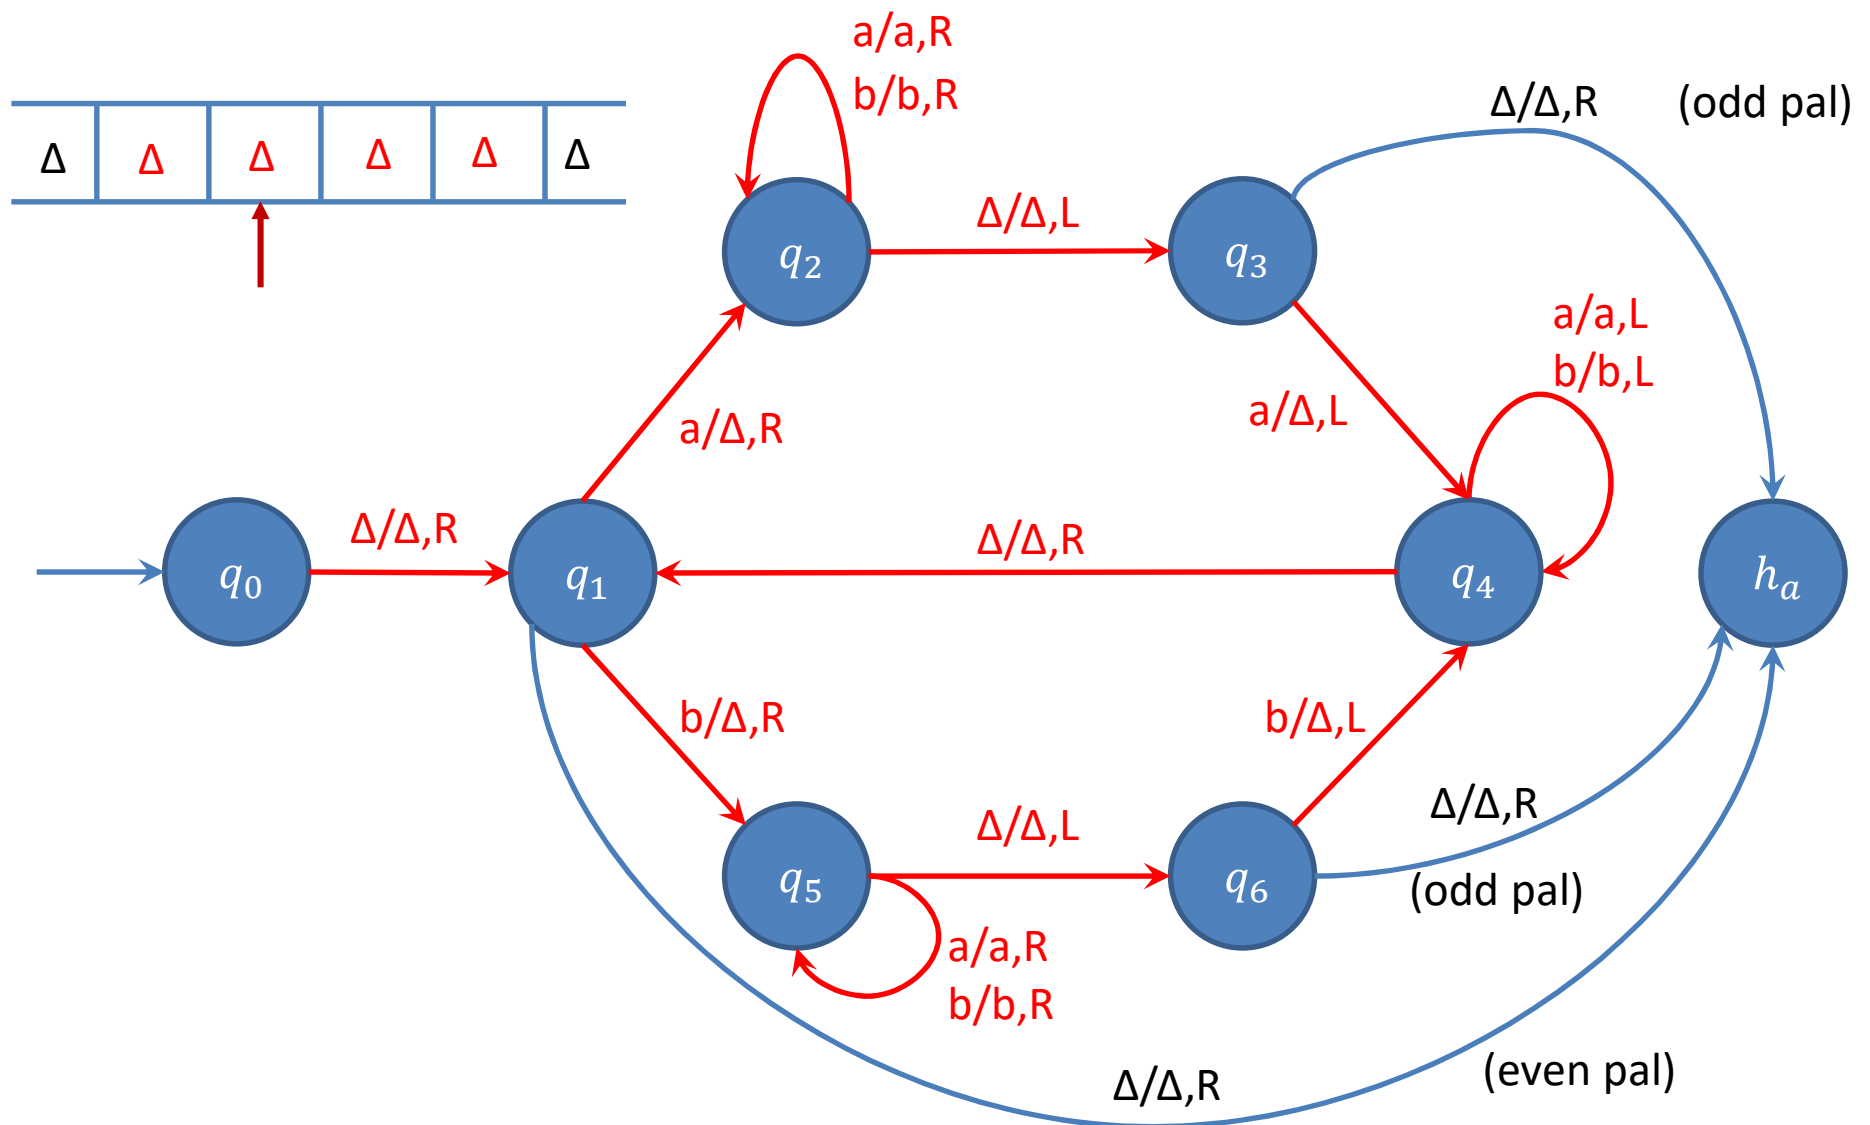 a/a,R
b/b,R
Δ/Δ,R (odd pal)
Δ Δ Δ Δ Δ Δ
Δ/Δ,L
q2 q3
a/a,L
b/b,L
a/Δ,R
a/Δ,L
Δ/Δ,R
Δ/Δ,R
q0 q1 q4 ha
b/Δ,R
b/Δ,L
Δ/Δ,R
Δ/Δ,L
q5 q6
(odd pal)
a/a,R
b/b,R
(even pal)
Δ/Δ,R